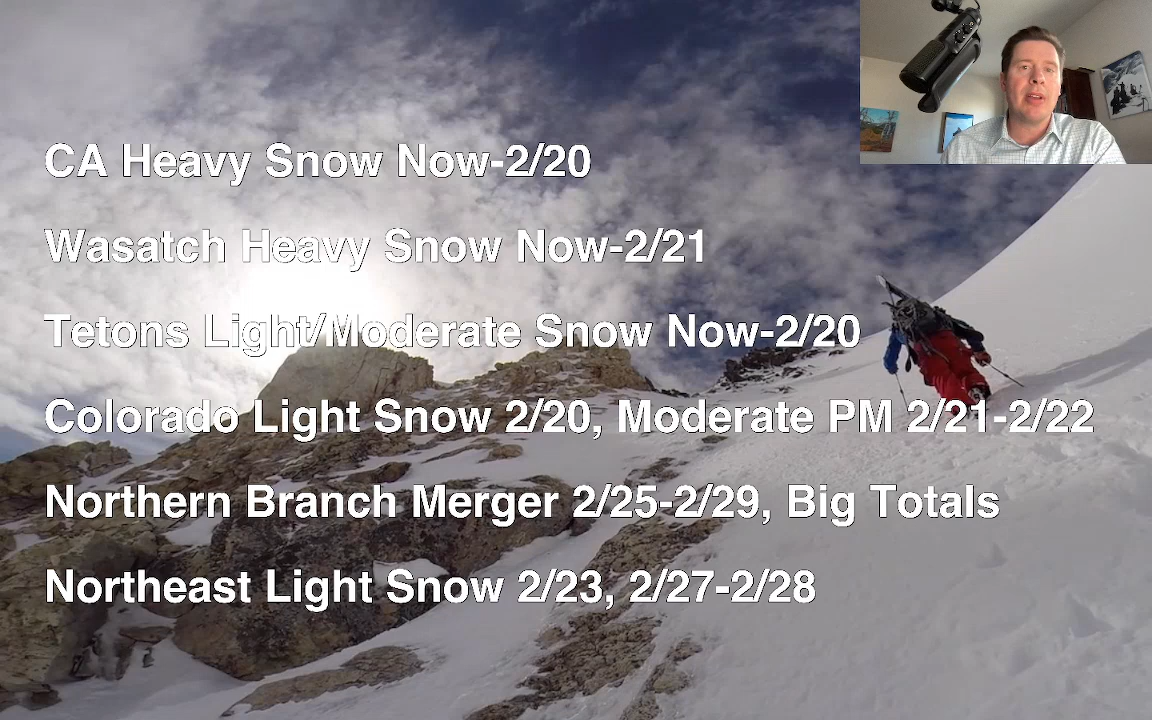 CA Heavy Snow Now-2/20
Wasatch Heavy Snow Now-2/21
Tetons Light/Moderate Snow Now-2/20
Colorado Light Snow 2/20, Moderate PM 2/21-2/22
Northern Branch Merger 2/25-2/29, Big Totals
Northeast Light Snow 2/23, 2/27-2/28